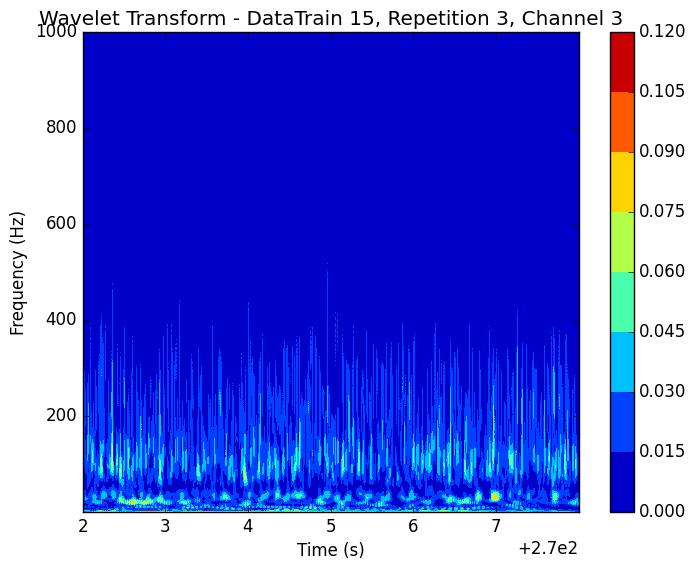 Wavelet Transform - DataTrain 15, Repetition 3, Channel 3
1000
800
600
400
200
Frequency (Hz)
2 3 4 5 6 7
Time (s)
+2.7e2
0.120
0.105
0.090
0.075
0.060
0.045
0.030
0.015
0.000